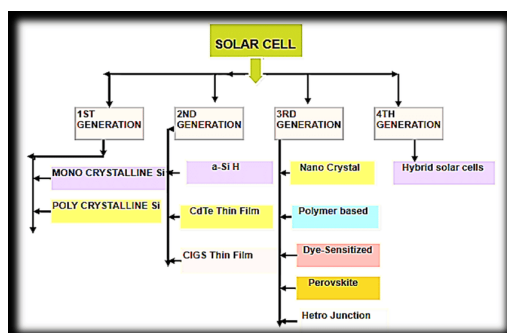 SOLAR CELL
1ST
GENERATION
2ND
GENERATION
3RD
GENERATION
4TH
GENERATION
MONO CRYSTALLINE Si
a-Si H
Nano Crystal
Hybrid solar cells
POLY CRYSTALLINE Si
CdTe Thin Film
Polymer based
CIGS Thin Film
Dye-Sensitized
Perovskite
Hetro Junction